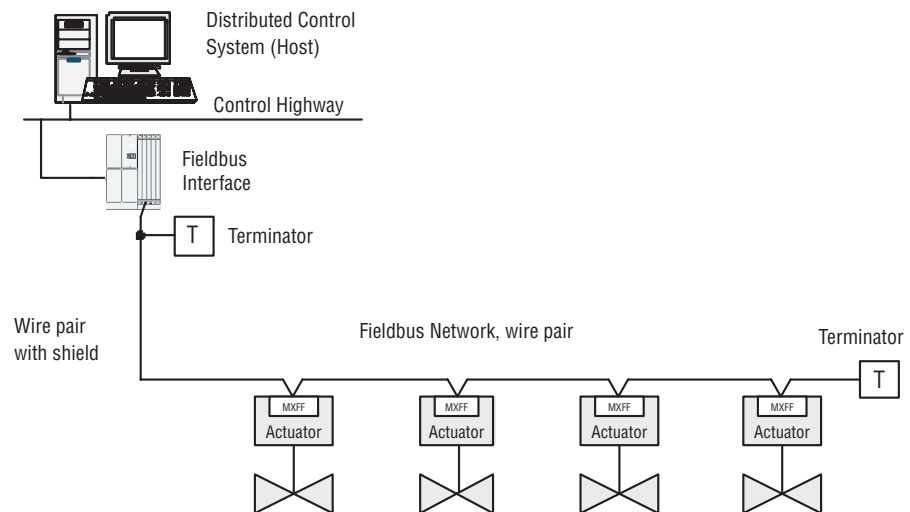 Distributed Control
System (Host)
Control Highway
Fieldbus
Interface
T
Terminator
Wire pair
with shield
Fieldbus Network, wire pair
Terminator
T
MXFF
Actuator
MXFF
Actuator
MXFF
Actuator
MXFF
Actuator